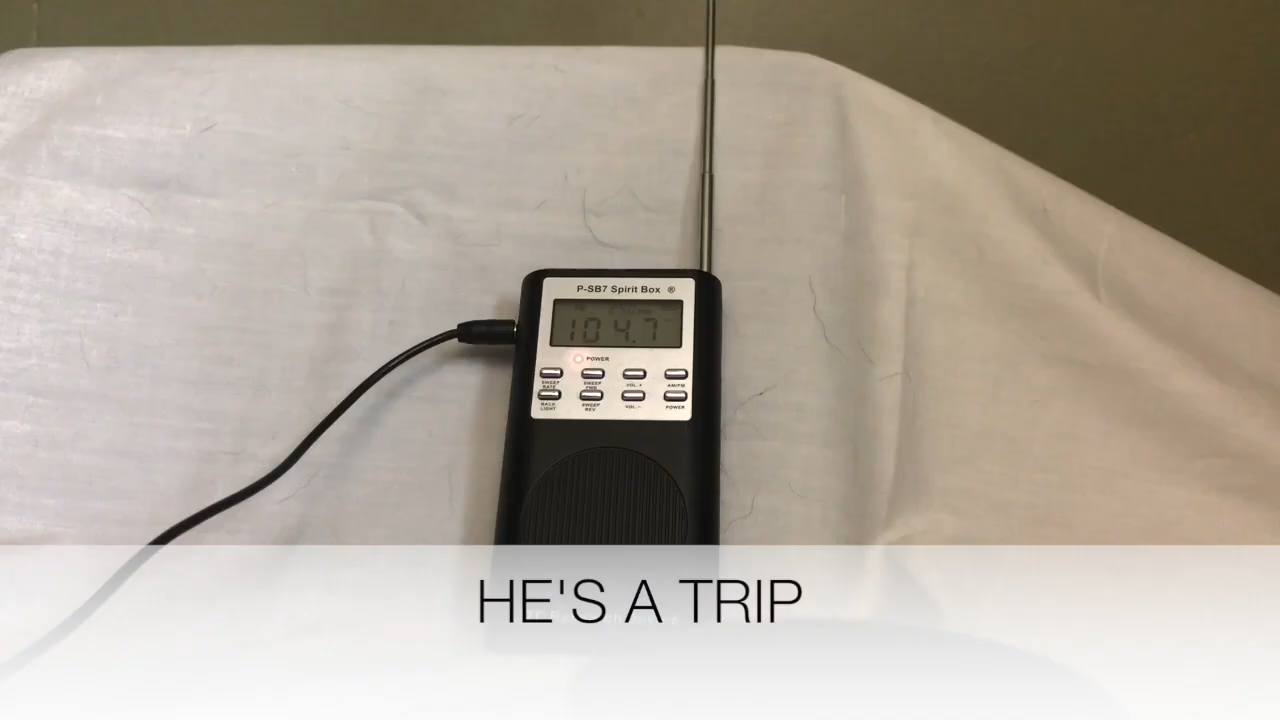 P-SB7 Spirit Box ®
104.7
POWER
SWEEP RATE
SWEEP FWD
VOL +
AM/FM
BACK LIGHT
SWEEP REV
VOL -
POWER
HE'S A TRIP